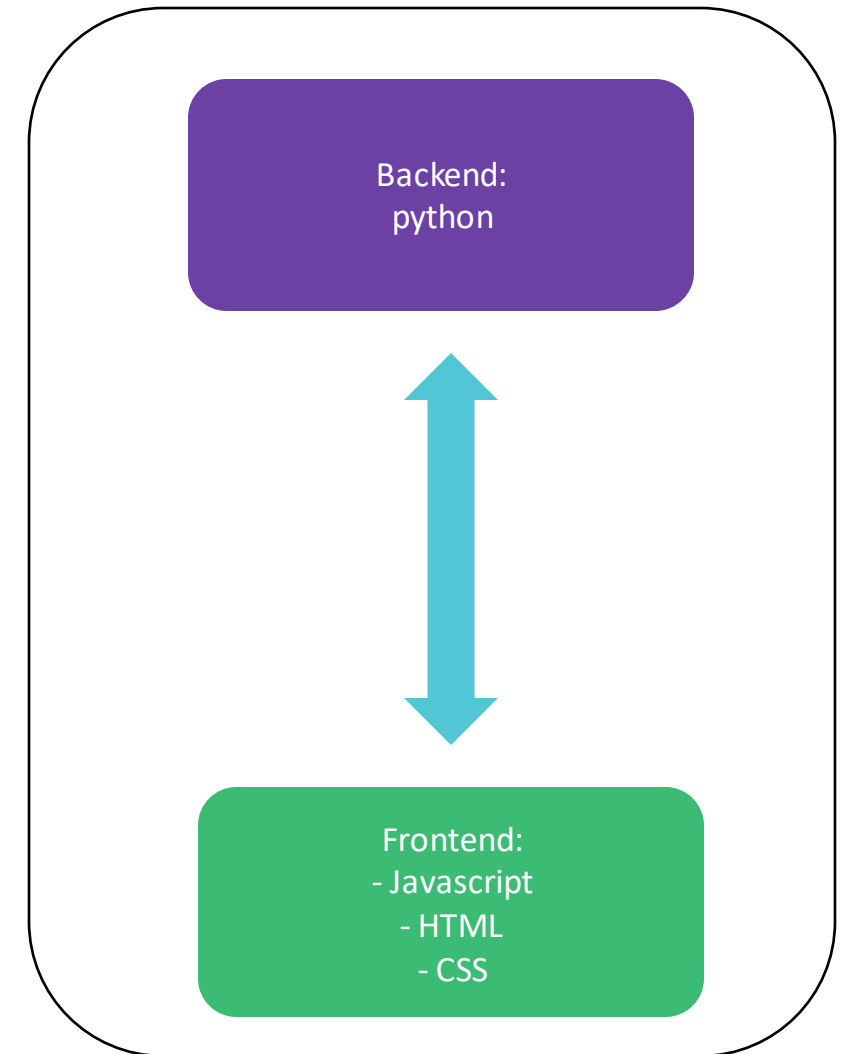 Backend:
python
Frontend:
- Javascript
- HTML
- CSS